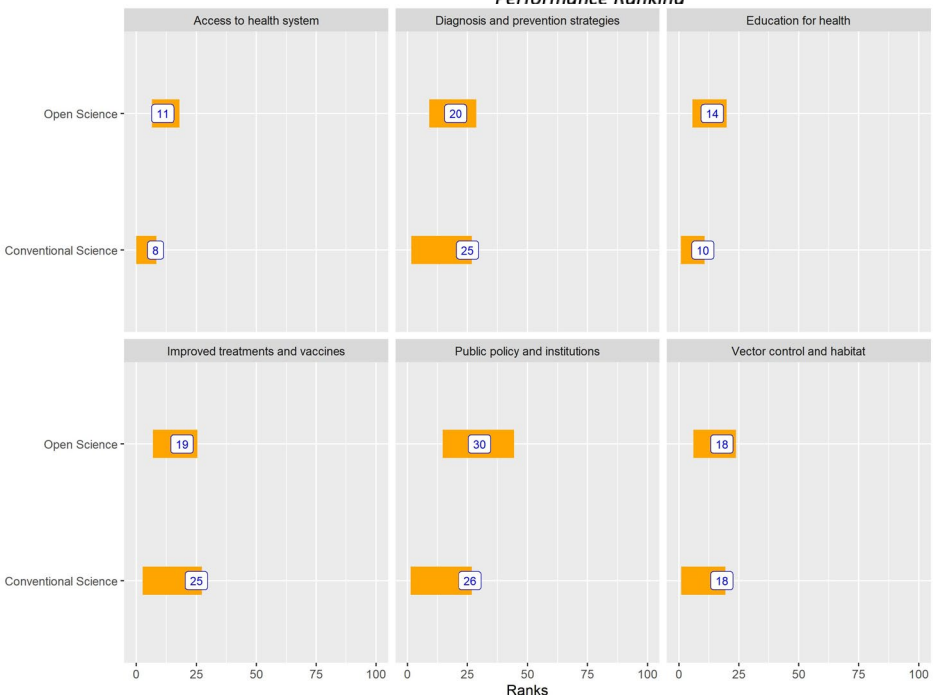 Performance Ranking
Access to health system Diagnosis and prevention strategies Education for health
Open Science 11 20 14
Conventional Science 8 25 10
Improved treatments and vaccines Public policy and institutions Vector control and habitat
Open Science 19 30 18
Conventional Science 25 26 18
0 25 50 75 100 0 25 50 75 100 0 25 50 75 100
Ranks